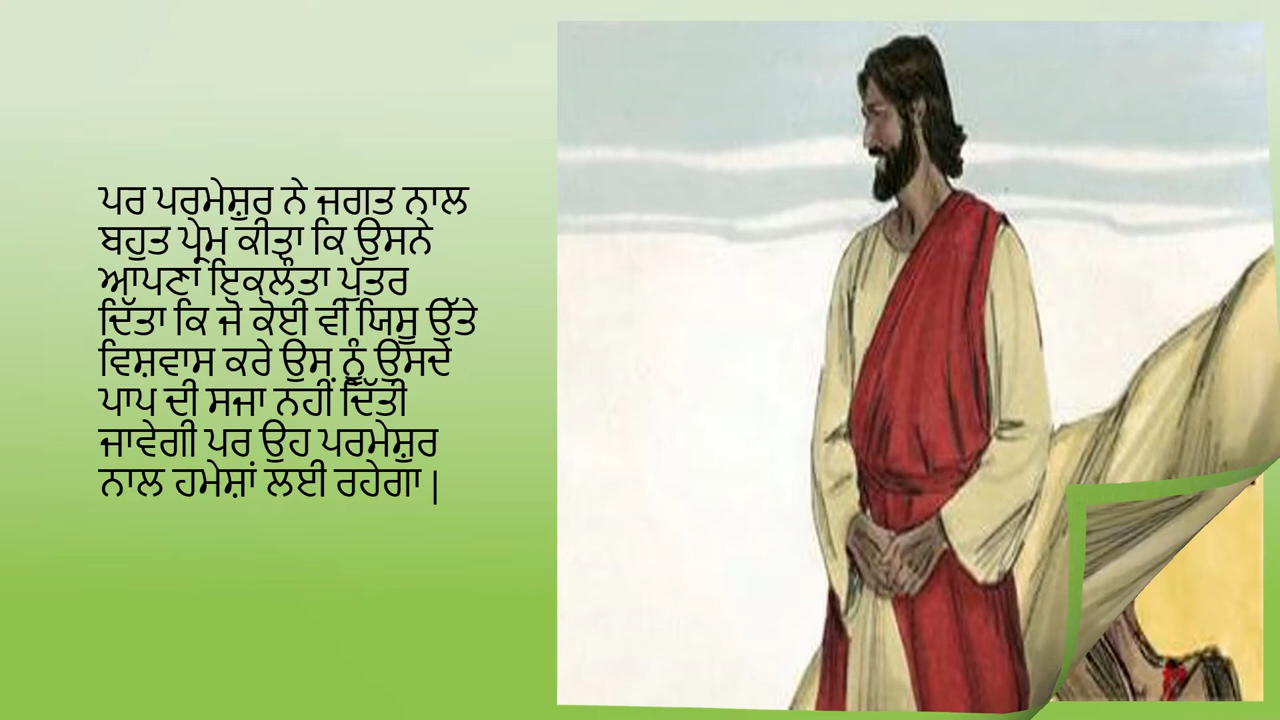 ਪਰ ਪਰਮੇਸ਼ੁਰ ਨੇ ਜਗਤ ਨਾਲ
ਬਹੁਤ ਪ੍ਰੇਮ ਕੀਤਾ ਕਿ ਉਸਨੇ
ਆਪਣਾ ਇਕਲੌਤਾ ਪੁੱਤਰ
ਦਿੱਤਾ ਕਿ ਜੋ ਕੋਈ ਵੀ ਯਿਸੂ ਉੱਤੇ
ਵਿਸ਼ਵਾਸ ਕਰੇ ਉਸ ਨੂੰ ਉਸਦੇ
ਪਾਪ ਦੀ ਸਜਾ ਨਹੀਂ ਦਿੱਤੀ
ਜਾਵੇਗੀ ਪਰ ਉਹ ਪਰਮੇਸ਼ੁਰ
ਨਾਲ ਹਮੇਸ਼ਾਂ ਲਈ ਰਹੇਗਾ |